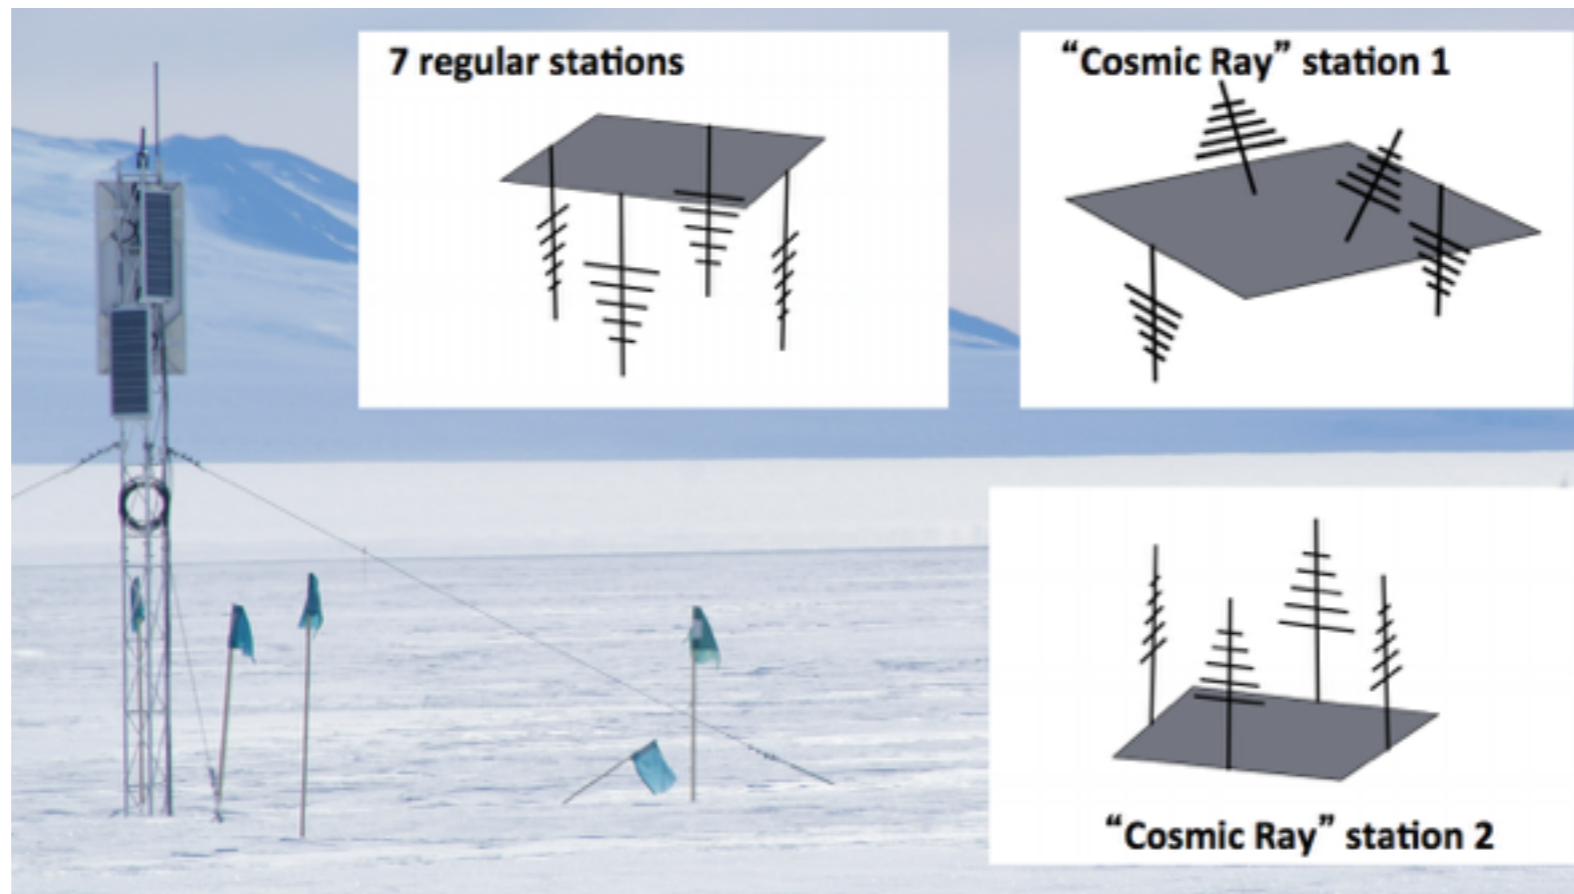 7 regular stations
“Cosmic Ray” station 1
“Cosmic Ray” station 2